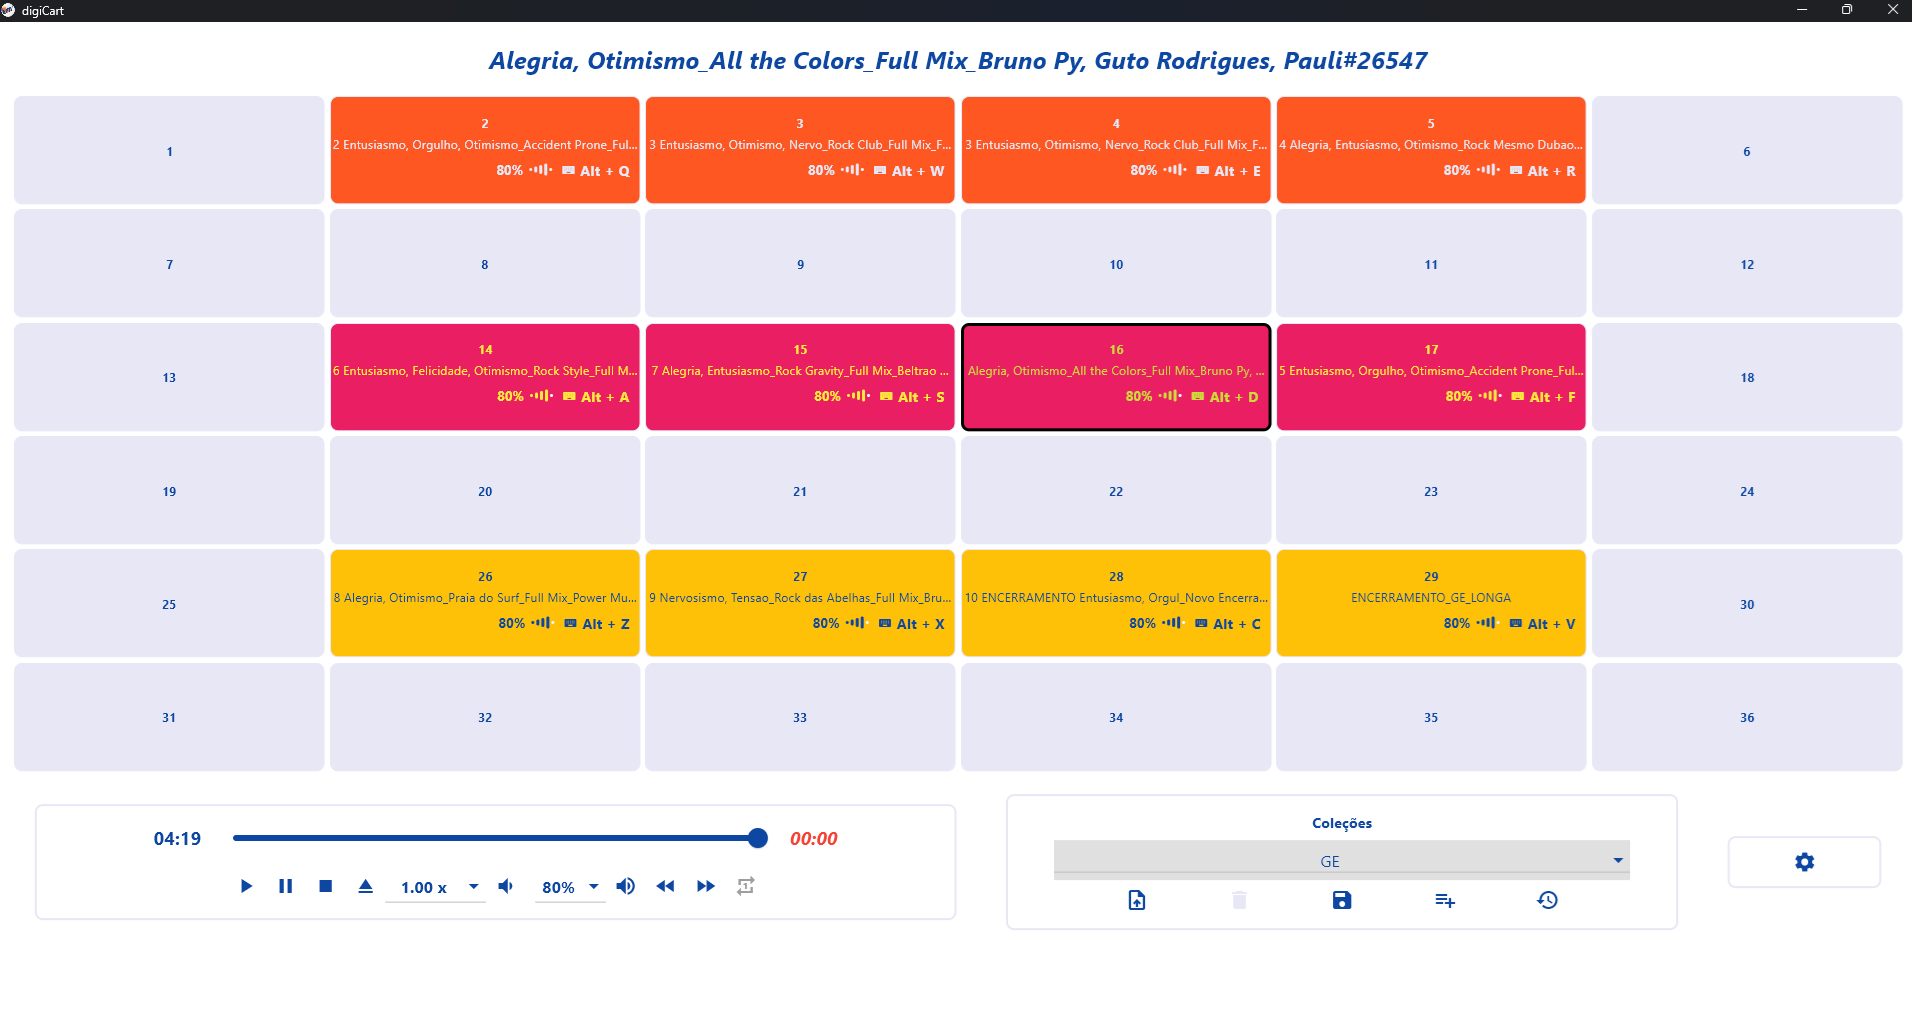 digiCart
Alegria, Otimismo_All the Colors_Full Mix_Bruno Py, Guto Rodrigues, Pauli#26547
1
2
2 Entusiasmo, Orgulho, Otimismo_Accident Prone_Ful...
80% Alt + Q
3
3 Entusiasmo, Otimismo, Nervo_Rock Club_Full Mix_F...
80% Alt + W
4
3 Entusiasmo, Otimismo, Nervo_Rock Club_Full Mix_F...
80% Alt + E
5
4 Alegria, Entusiasmo, Otimismo_Rock Mesmo Dubao...
80% Alt + R
6
7
8
9
10
11
12
13
14
6 Entusiasmo, Felicidade, Otimismo_Rock Style_Full M...
80% Alt + A
15
7 Alegria, Entusiasmo_Rock Gravity_Full Mix_Beltrao ...
80% Alt + S
16
Alegria, Otimismo_All the Colors_Full Mix_Bruno Py, ...
80% Alt + D
17
5 Entusiasmo, Orgulho, Otimismo_Accident Prone_Ful...
80% Alt + F
18
19
20
21
22
23
24
25
26
8 Alegria, Otimismo_Praia do Surf_Full Mix_Power Mu...
80% Alt + Z
27
9 Nervosismo, Tensao_Rock das Abelhas_Full Mix_Bru...
80% Alt + X
28
10 ENCERRAMENTO Entusiasmo, Orgul_Novo Encerra...
80% Alt + C
29
ENCERRAMENTO_GE_LONGA
80% Alt + V
30
31
32
33
34
35
36
04:19
00:00
1.00 x
80%
Coleções
GE